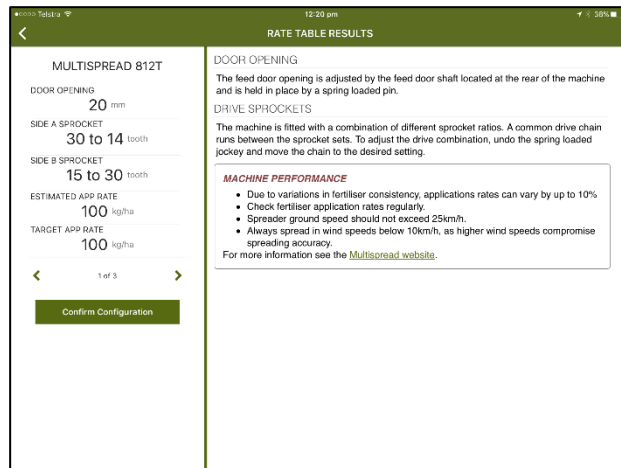 Telstra
12:20 pm
58%
RATE TABLE RESULTS
MULTISPREAD 812T
DOOR OPENING
20 mm
SIDE A SPROCKET
30 to 14 tooth
SIDE B SPROCKET
15 to 30 tooth
ESTIMATED APP RATE
100 kg/ha
TARGET APP RATE
100 kg/ha
1 of 3
Confirm Configuration
DOOR OPENING
The feed door opening is adjusted by the feed door shaft located at the rear of the machine
and is held in place by a spring loaded pin.
DRIVE SPROCKETS
The machine is fitted with a combination of different sprocket ratios. A common drive chain
runs between the sprocket sets. To adjust the drive combination, undo the spring loaded
jockey and move the chain to the desired setting.
MACHINE PERFORMANCE
• Due to variations in fertiliser consistency, applications rates can vary by up to 10%
• Check fertiliser application rates regularly.
• Spreader ground speed should not exceed 25km/h.
• Always spread in wind speeds below 10km/h, as higher wind speeds compromise
spreading accuracy.
For more information see the Multispread website.